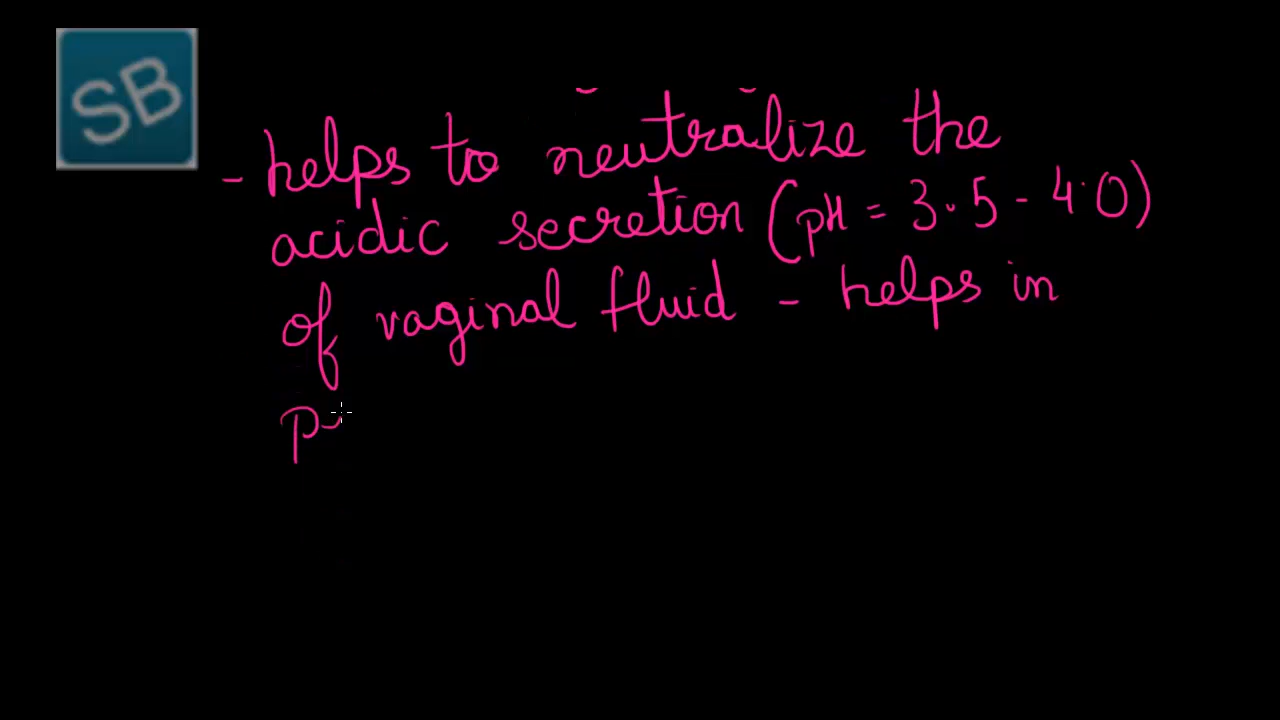 SB
- helps to neutralize the
acidic secretion (pH = 3.5 - 4.0)
of vaginal fluid - helps in
p